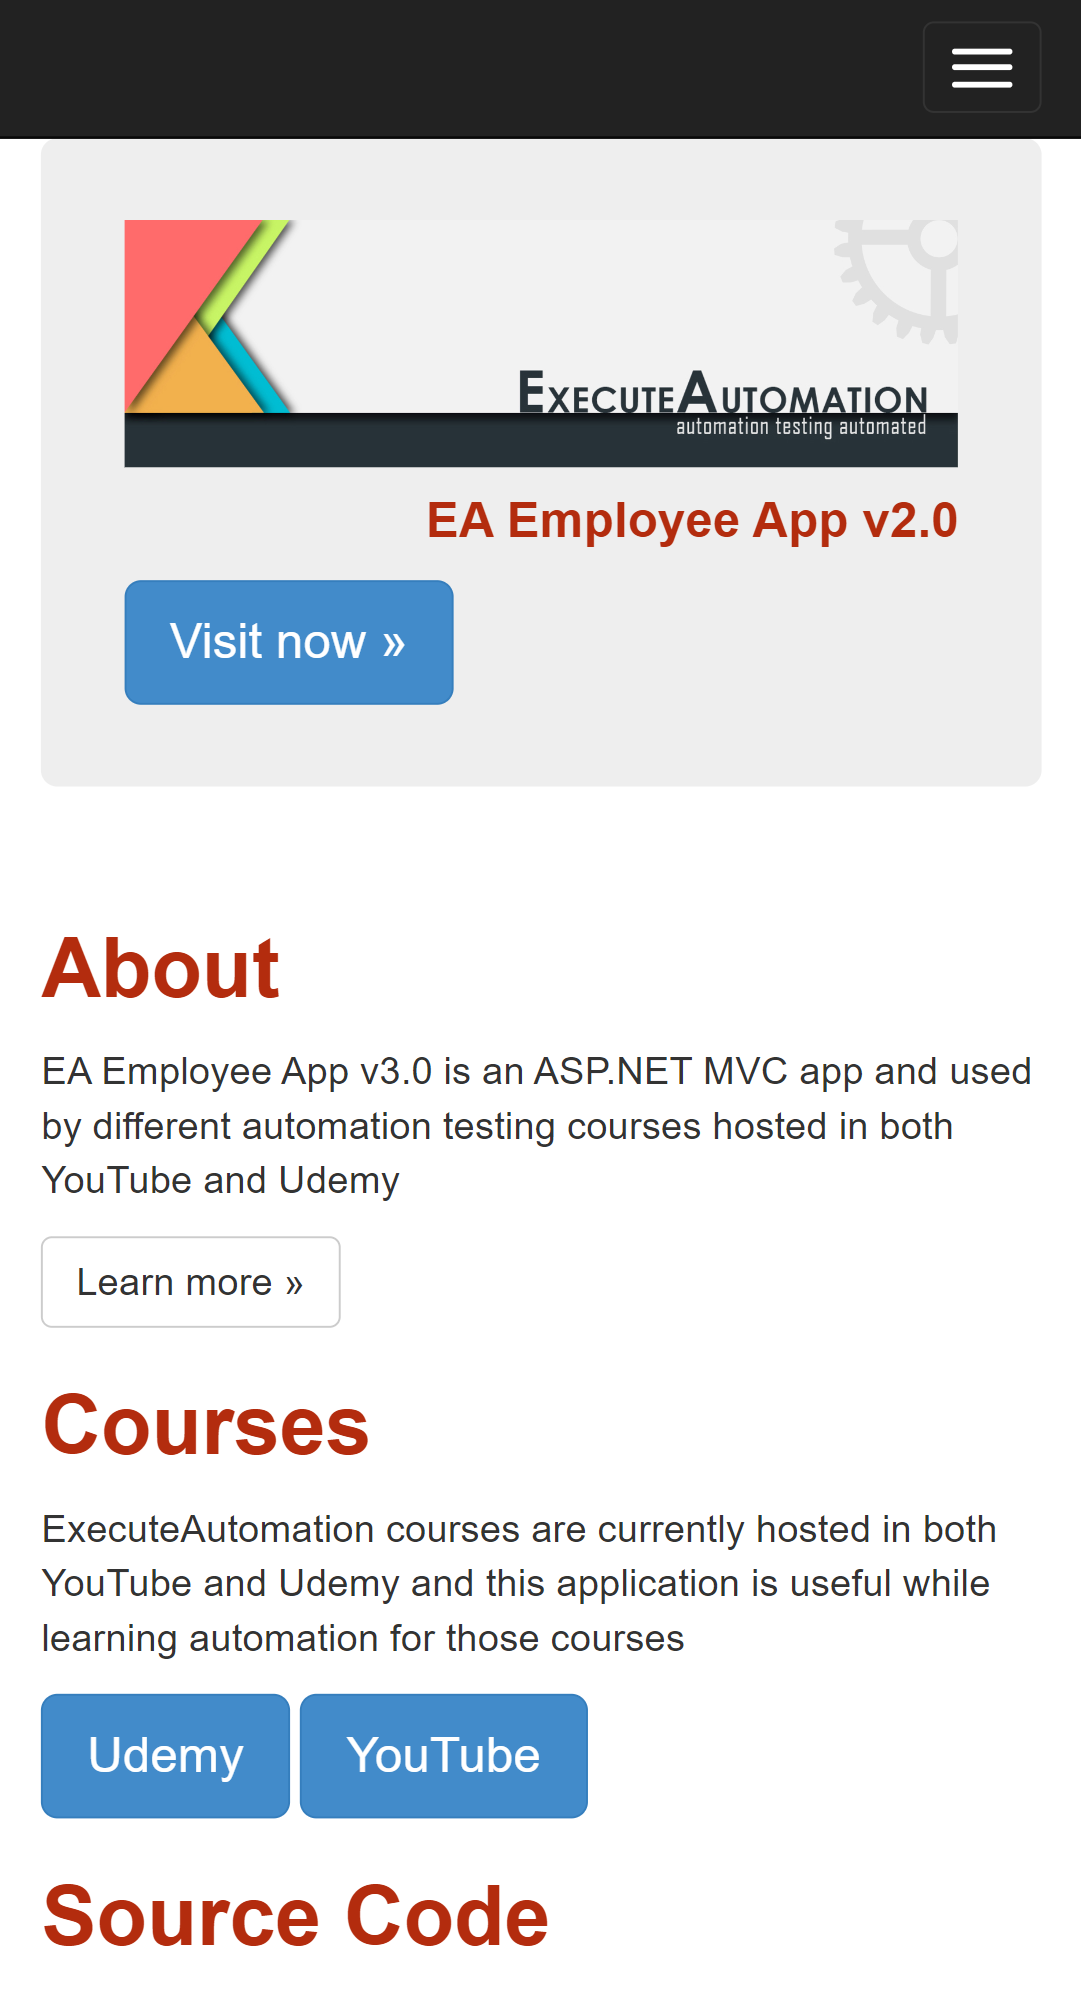 ExecuteAutomation
automation testing automated
EA Employee App v2.0
Visit now »
About
EA Employee App v3.0 is an ASP.NET MVC app and used
by different automation testing courses hosted in both
YouTube and Udemy
Learn more »
Courses
ExecuteAutomation courses are currently hosted in both
YouTube and Udemy and this application is useful while
learning automation for those courses
Udemy YouTube
Source Code